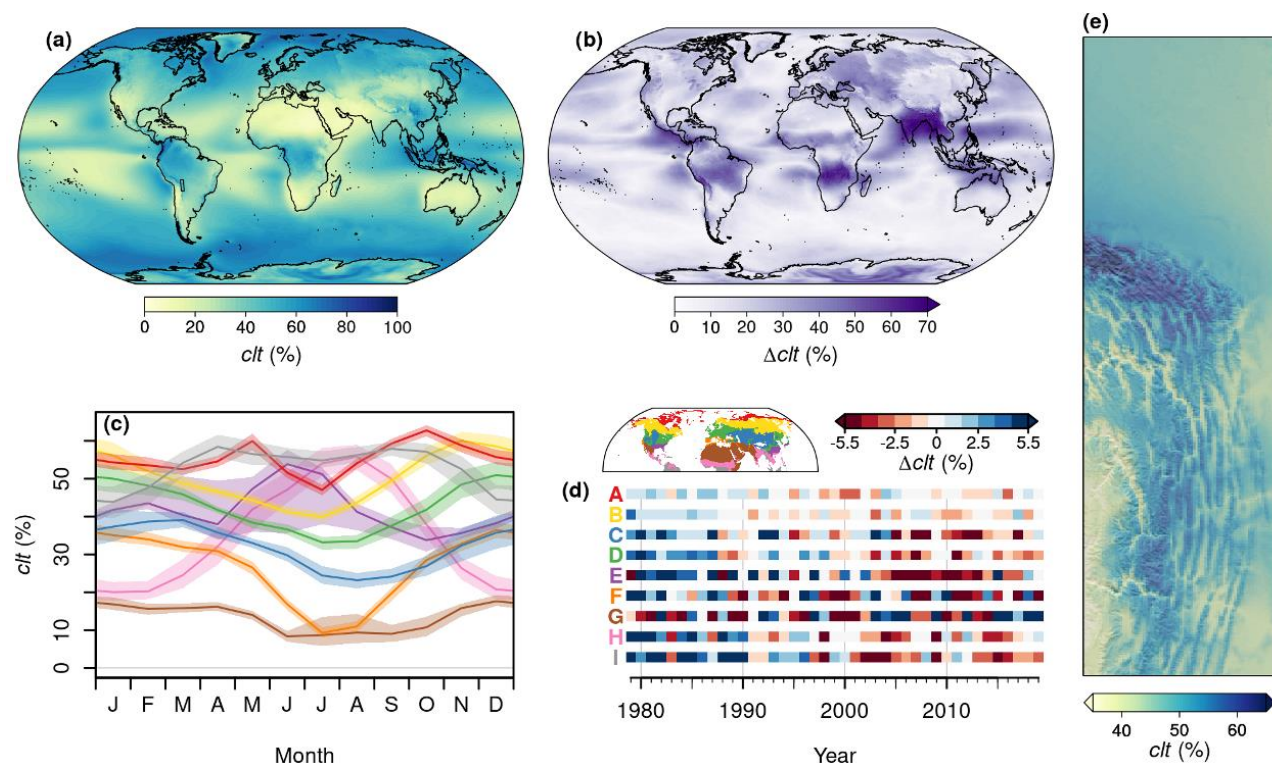 (a)
0 20 40 60 80 100
clt (%)
(b)
0 10 20 30 40 50 60 70
Δclt (%)
(c)
50
30
10
0
clt (%)
J F M A M J J A S O N D
Month
-5.5 -2.5 0 2.5 5.5
Δclt (%)
(d)
A
B
C
D
E
F
G
H
I
1980 1990 2000 2010
Year
(e)
40 50 60
clt (%)